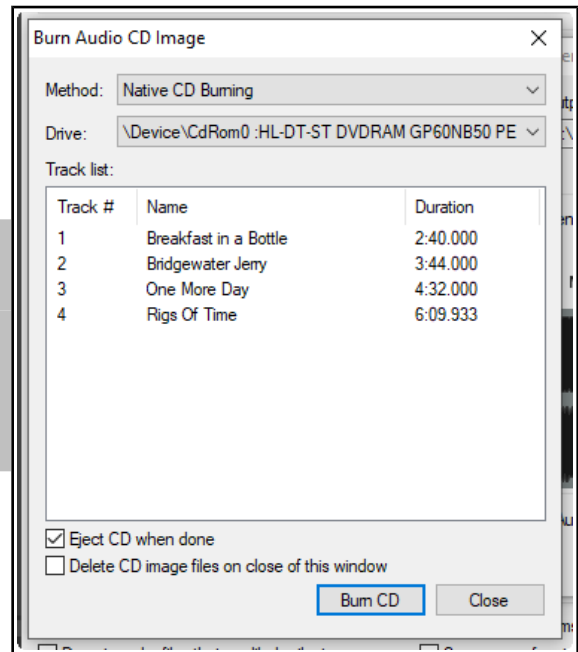 Burn Audio CD Image
Method: Native CD Burning
Drive: \Device\CdRom0 :HL-DT-ST DVDRAM GP60NB50 PE
Track list:
Track # Name Duration
1 Breakfast in a Bottle 2:40.000
2 Bridgewater Jerry 3:44.000
3 One More Day 4:32.000
4 Rigs Of Time 6:09.933
Eject CD when done
Delete CD image files on close of this window
Burn CD Close